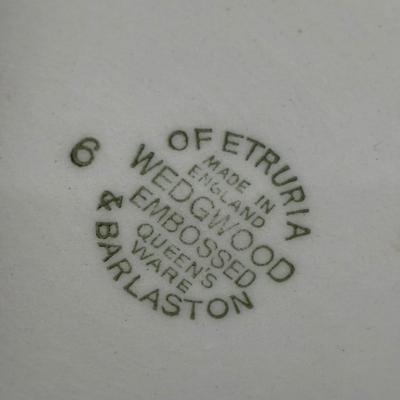 OF ETRURIA
MADE IN
ENGLAND
WEDGWOOD
EMBOSSED
QUEEN'S
WARE
& BARLASTON
6